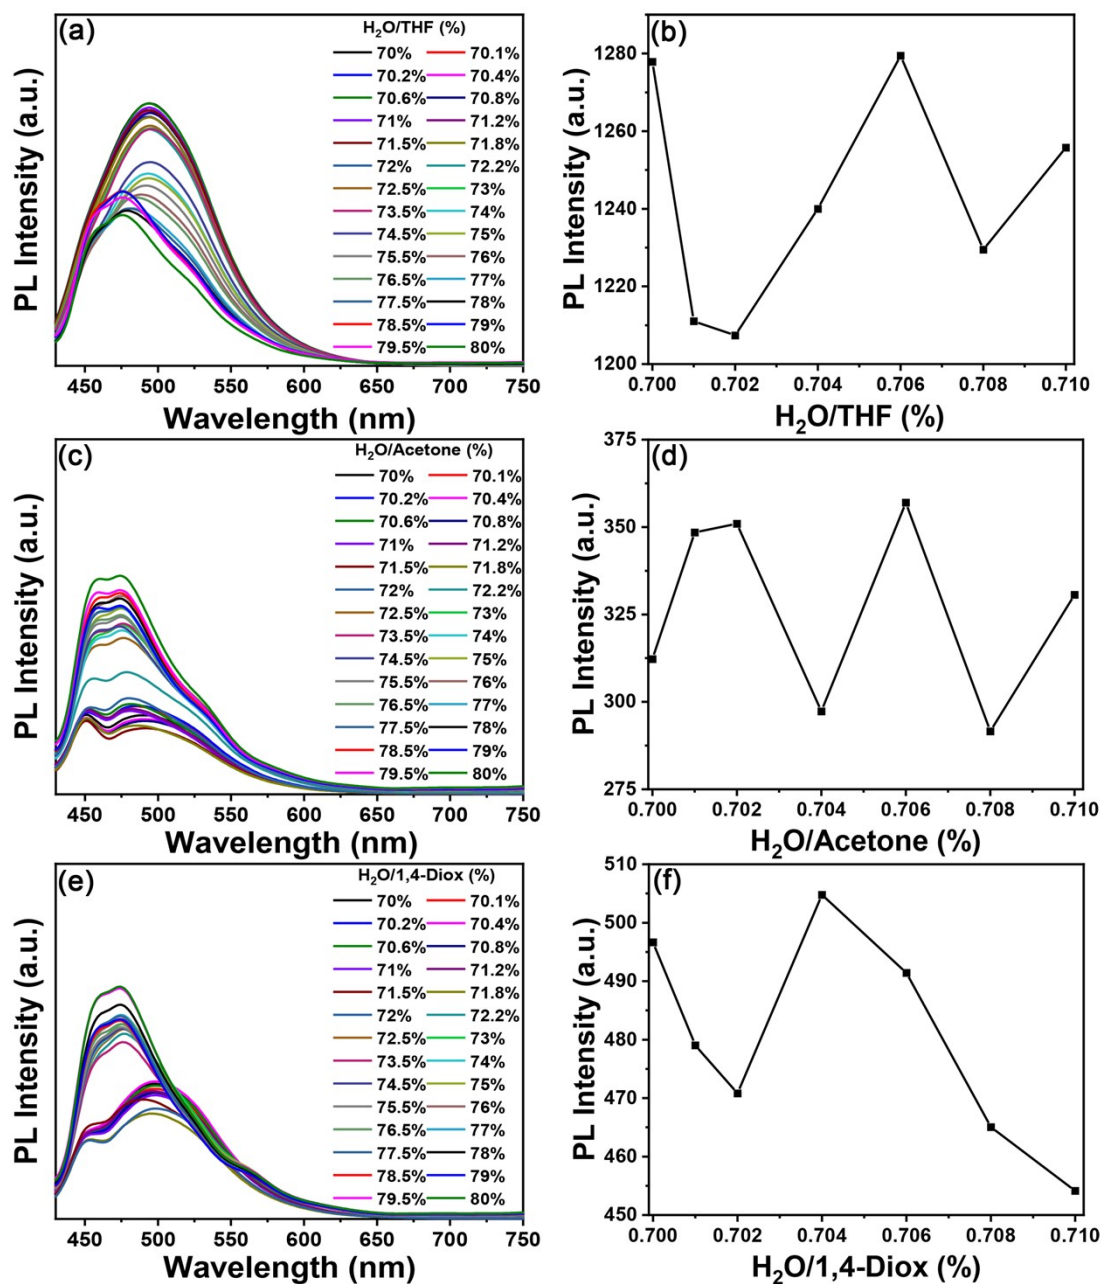 (a)
H₂O/THF (%)
70% 70.1%
70.2% 70.4%
70.6% 70.8%
71% 71.2%
71.5% 71.8%
72% 72.2%
72.5% 73%
73.5% 74%
74.5% 75%
75.5% 76%
76.5% 77%
77.5% 78%
78.5% 79%
79.5% 80%
PL Intensity (a.u.)
450 500 550 600 650 700 750
Wavelength (nm)
(b)
1280
1260
1240
1220
1200
PL Intensity (a.u.)
0.700 0.702 0.704 0.706 0.708 0.710
H₂O/THF (%)
(c)
H₂O/Acetone (%)
70% 70.1%
70.2% 70.4%
70.6% 70.8%
71% 71.2%
71.5% 71.8%
72% 72.2%
72.5% 73%
73.5% 74%
74.5% 75%
75.5% 76%
76.5% 77%
77.5% 78%
78.5% 79%
79.5% 80%
PL Intensity (a.u.)
450 500 550 600 650 700 750
Wavelength (nm)
(d)
375
350
325
300
275
PL Intensity (a.u.)
0.700 0.702 0.704 0.706 0.708 0.710
H₂O/Acetone (%)
(e)
H₂O/1,4-Diox (%)
70% 70.1%
70.2% 70.4%
70.6% 70.8%
71% 71.2%
71.5% 71.8%
72% 72.2%
72.5% 73%
73.5% 74%
74.5% 75%
75.5% 76%
76.5% 77%
77.5% 78%
78.5% 79%
79.5% 80%
PL Intensity (a.u.)
450 500 550 600 650 700 750
Wavelength (nm)
(f)
510
500
490
480
470
460
450
PL Intensity (a.u.)
0.700 0.702 0.704 0.706 0.708 0.710
H₂O/1,4-Diox (%)